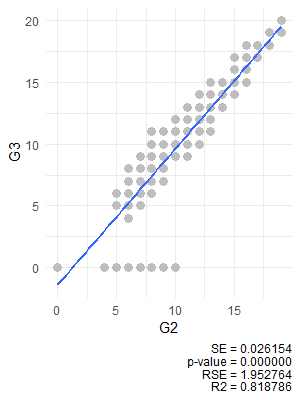 20
15
10
5
0
G3
0
5
10
15
G2
SE = 0.026154
p-value = 0.000000
RSE = 1.952764
R2 = 0.818786